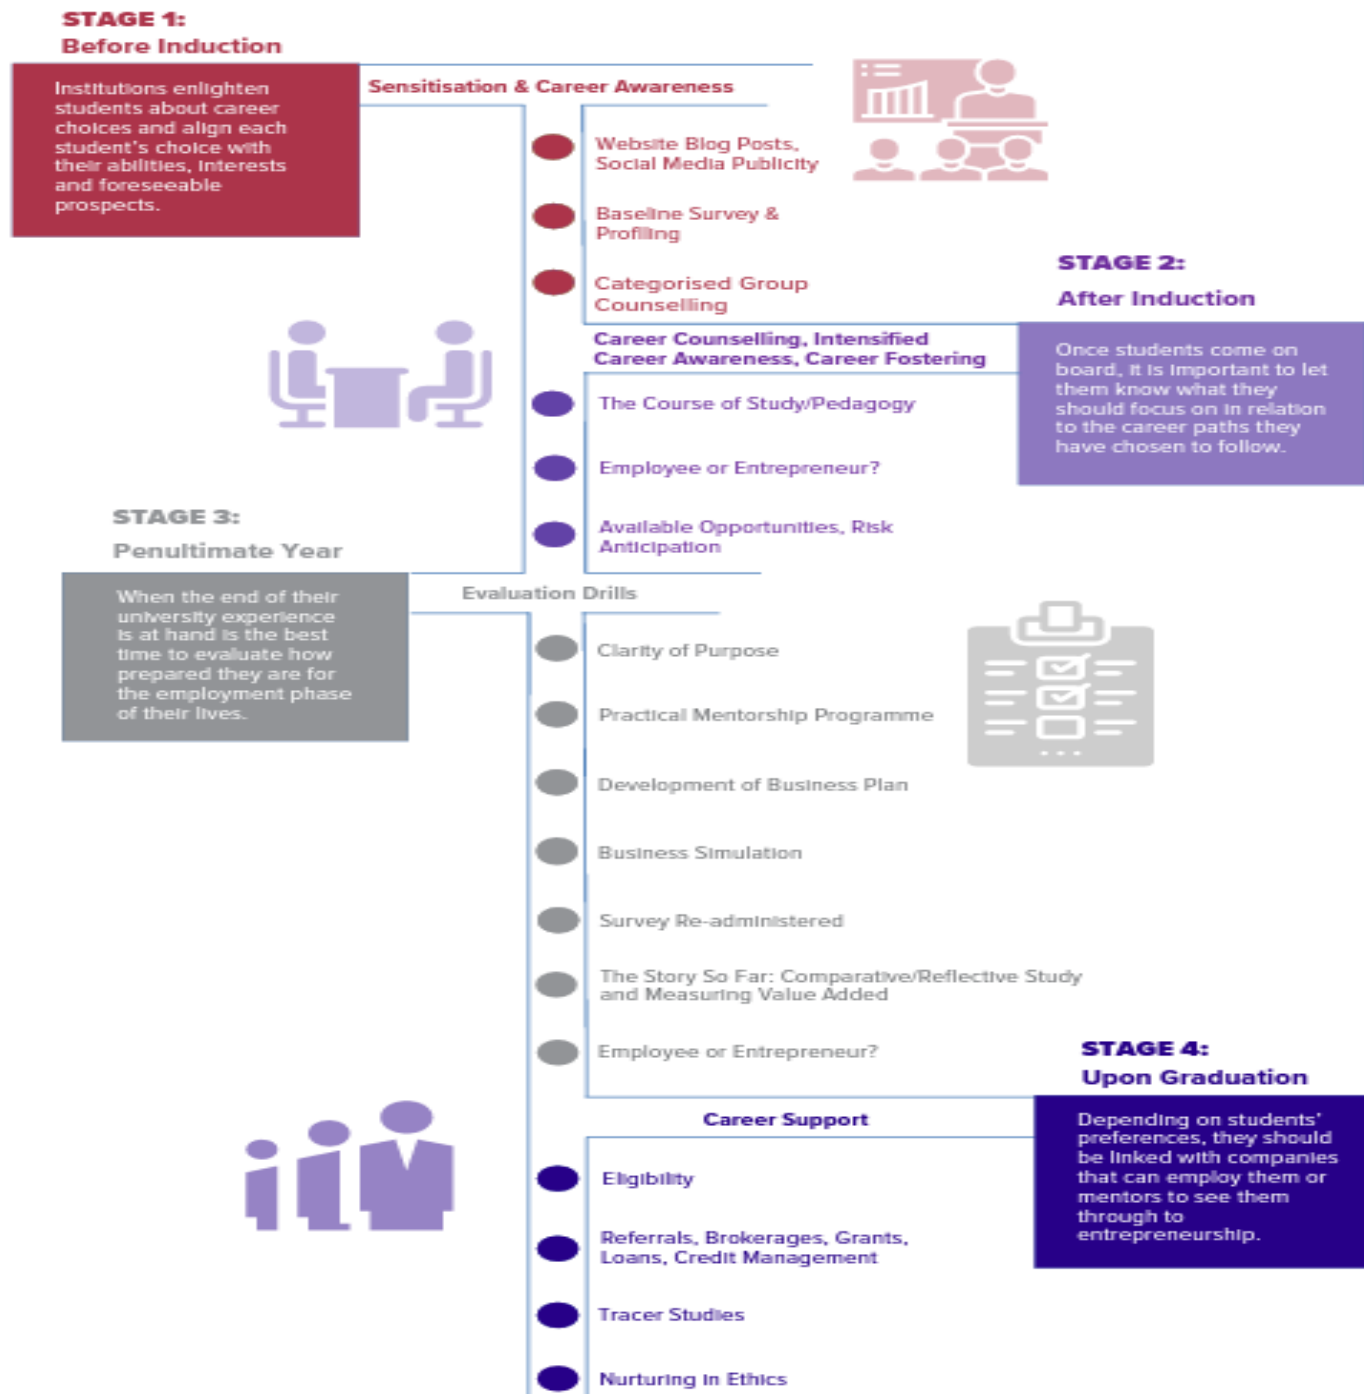 STAGE 1:
Before Induction
Institutions enlighten
students about career
choices and align each
student's choice with
their abilities, interests
and foreseeable
prospects.
Sensitisation & Career Awareness
Website Blog Posts,
Social Media Publicity
Baseline Survey &
Profiling
Categorised Group
Counselling
STAGE 2:
After Induction
Once students come on
board, it is important to let
them know what they
should focus on in relation
to the career paths they
have chosen to follow.
Career Counselling, Intensified
Career Awareness, Career Fostering
The Course of Study/Pedagogy
Employee or Entrepreneur?
Available Opportunities, Risk
Anticipation
STAGE 3:
Penultimate Year
When the end of their
university experience
is at hand is the best
time to evaluate how
prepared they are for
the employment phase
of their lives.
Evaluation Drills
Clarity of Purpose
Practical Mentorship Programme
Development of Business Plan
Business Simulation
Survey Re-administered
The Story So Far: Comparative/Reflective Study
and Measuring Value Added
Employee or Entrepreneur?
STAGE 4:
Upon Graduation
Depending on students'
preferences, they should
be linked with companies
that can employ them or
mentors to see them
through to
entrepreneurship.
Career Support
Eligibility
Referrals, Brokerages, Grants,
Loans, Credit Management
Tracer Studies
Nurturing in Ethics